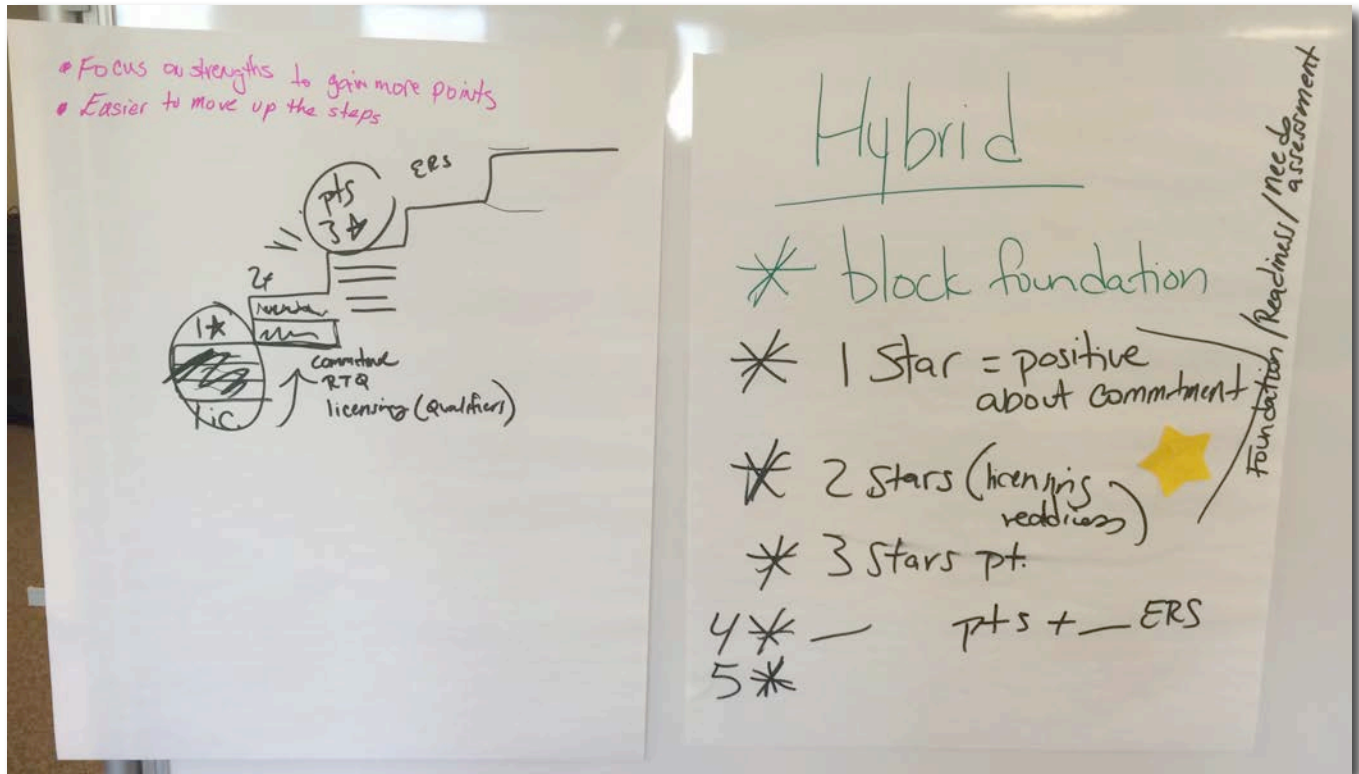 • Focus on strengths to gain more points
• Easier to move up the steps
ERS
pts
3☆
2☆
1★
Lic.
RTQ
licensing (Qualifiers)
Hybrid
* block foundation
* 1 Star = positive
about commitment
* 2 Stars (licensing
readiness)
* 3 Stars pt.
4* — pts + __ ERS
5*
Foundation / Readiness / needs
assessment